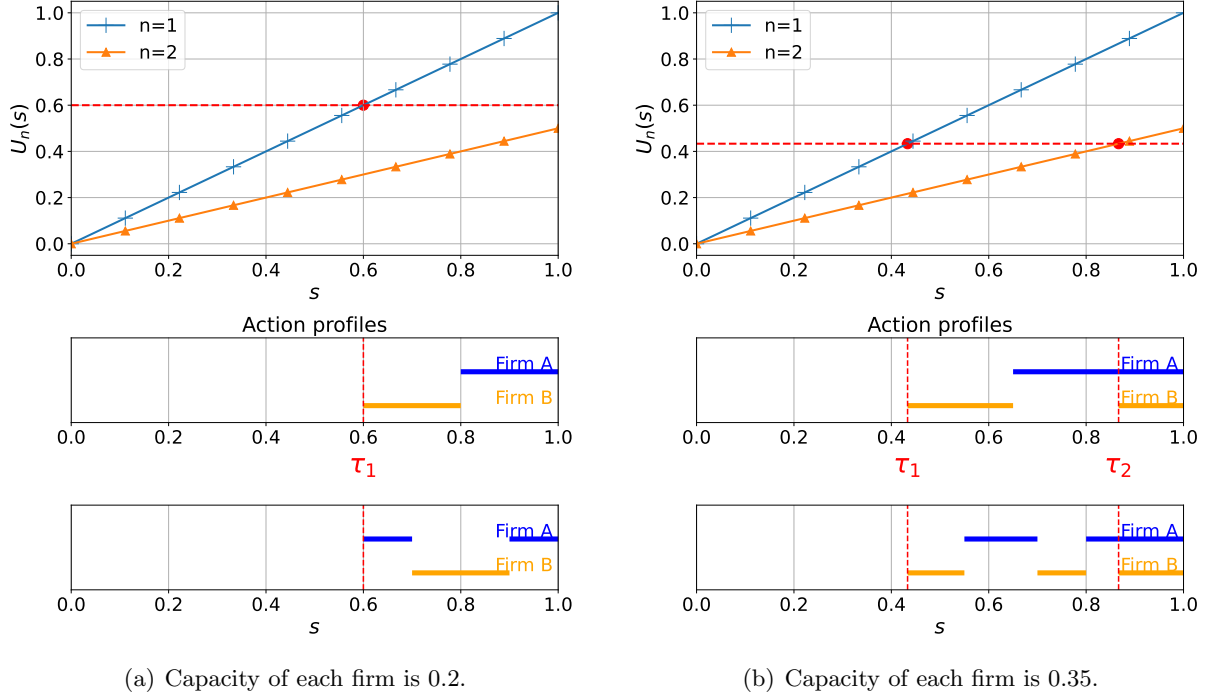 1.0
0.8
0.6
0.4
0.2
0.0
Uₙ(s)
n=1
n=2
0.0 0.2 0.4 0.6 0.8 1.0
s
Action profiles
Firm A
Firm B
0.0 0.2 0.4 0.6 0.8 1.0
τ₁
Firm A
Firm B
0.0 0.2 0.4 0.6 0.8 1.0
s
(a) Capacity of each firm is 0.2.
1.0
0.8
0.6
0.4
0.2
0.0
Uₙ(s)
n=1
n=2
0.0 0.2 0.4 0.6 0.8 1.0
s
Action profiles
Firm A
Firm B
0.0 0.2 0.4 0.6 0.8 1.0
τ₁ τ₂
Firm A
Firm B
0.0 0.2 0.4 0.6 0.8 1.0
s
(b) Capacity of each firm is 0.35.